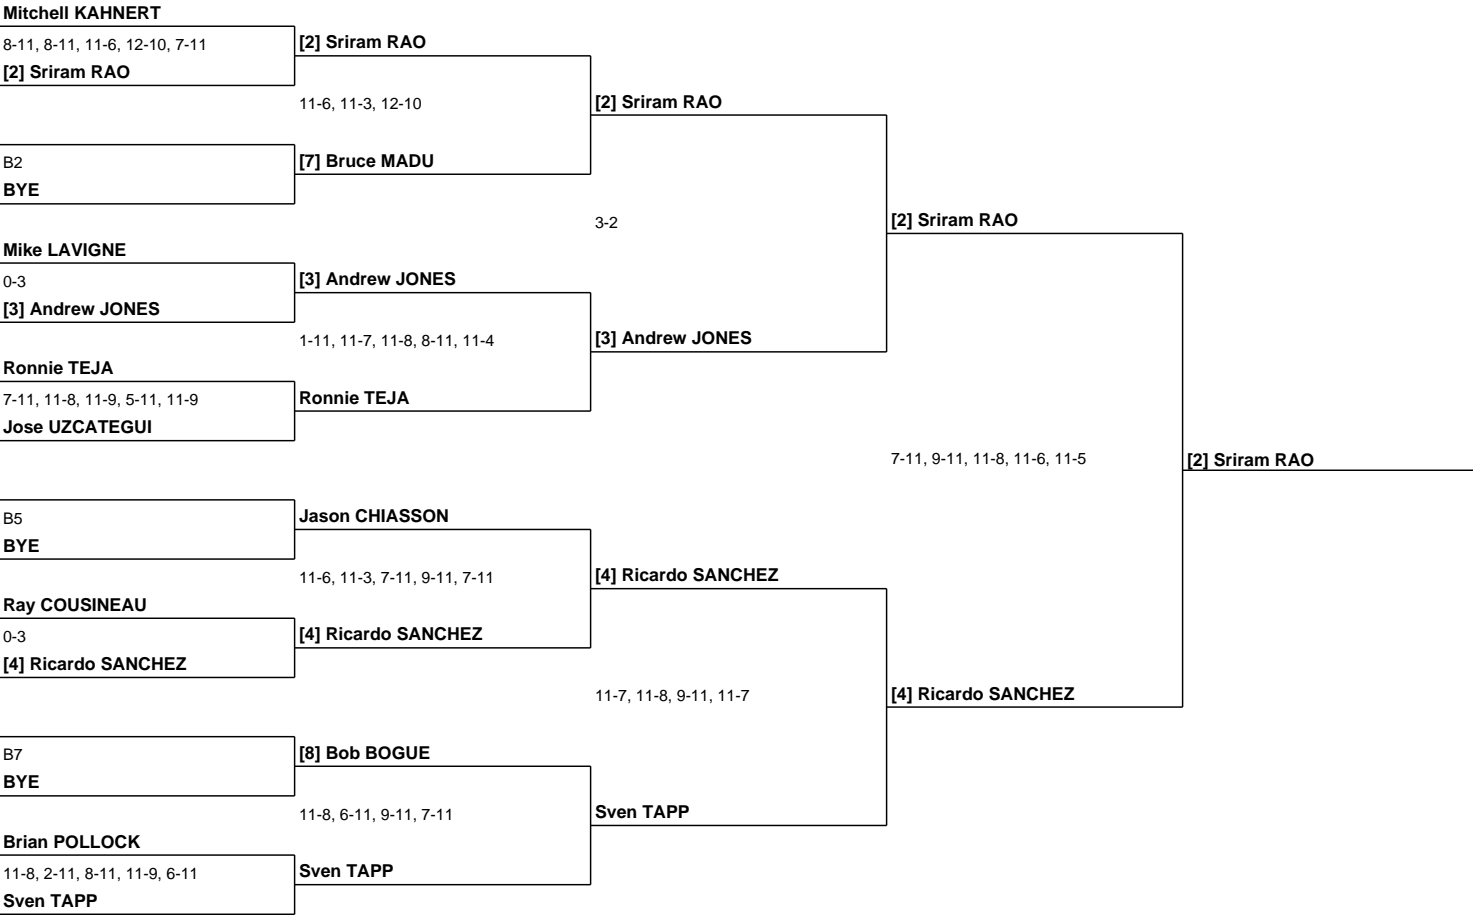 Mitchell KAHNERT
8-11, 8-11, 11-6, 12-10, 7-11
[2] Sriram RAO
B2
BYE
Mike LAVIGNE
0-3
[3] Andrew JONES
Ronnie TEJA
7-11, 11-8, 11-9, 5-11, 11-9
Jose UZCATEGUI
B5
BYE
Ray COUSINEAU
0-3
[4] Ricardo SANCHEZ
B7
BYE
Brian POLLOCK
11-8, 2-11, 8-11, 11-9, 6-11
Sven TAPP
[2] Sriram RAO
11-6, 11-3, 12-10
[7] Bruce MADU
[3] Andrew JONES
1-11, 11-7, 11-8, 8-11, 11-4
Ronnie TEJA
Jason CHIASSON
11-6, 11-3, 7-11, 9-11, 7-11
[4] Ricardo SANCHEZ
[8] Bob BOGUE
11-8, 6-11, 9-11, 7-11
Sven TAPP
[2] Sriram RAO
3-2
[3] Andrew JONES
[4] Ricardo SANCHEZ
11-7, 11-8, 9-11, 11-7
Sven TAPP
[2] Sriram RAO
7-11, 9-11, 11-8, 11-6, 11-5
[4] Ricardo SANCHEZ
[2] Sriram RAO